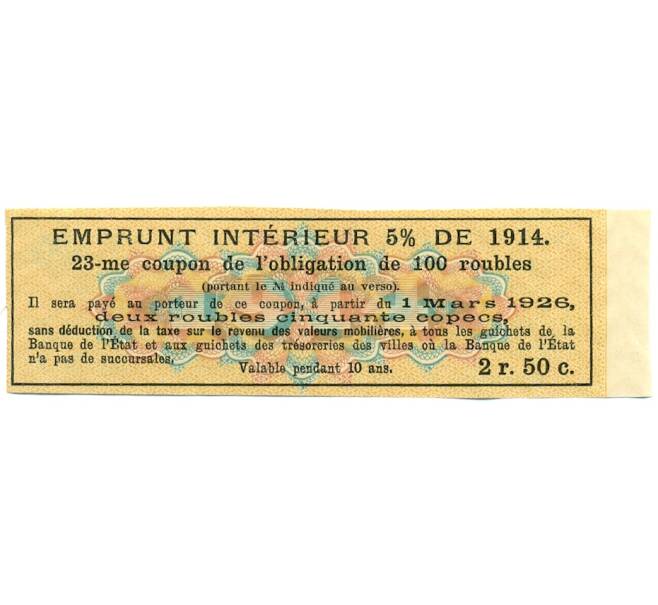 EMPRUNT INTÉRIEUR 5% DE 1914.
23-me coupon de l'obligation de 100 roubles
(portant le № indiqué au verso).
Il sera payé au porteur de ce coupon, à partir du 1 Mars 1926,
deux roubles cinquante copecs,
sans déduction de la taxe sur le revenu des valeurs mobilières, à tous les guichets de la
Banque de l'État et aux guichets des trésoreries des villes où la Banque de l'État
n'a pas de succursales.
Valable pendant 10 ans.
2 r. 50 c.